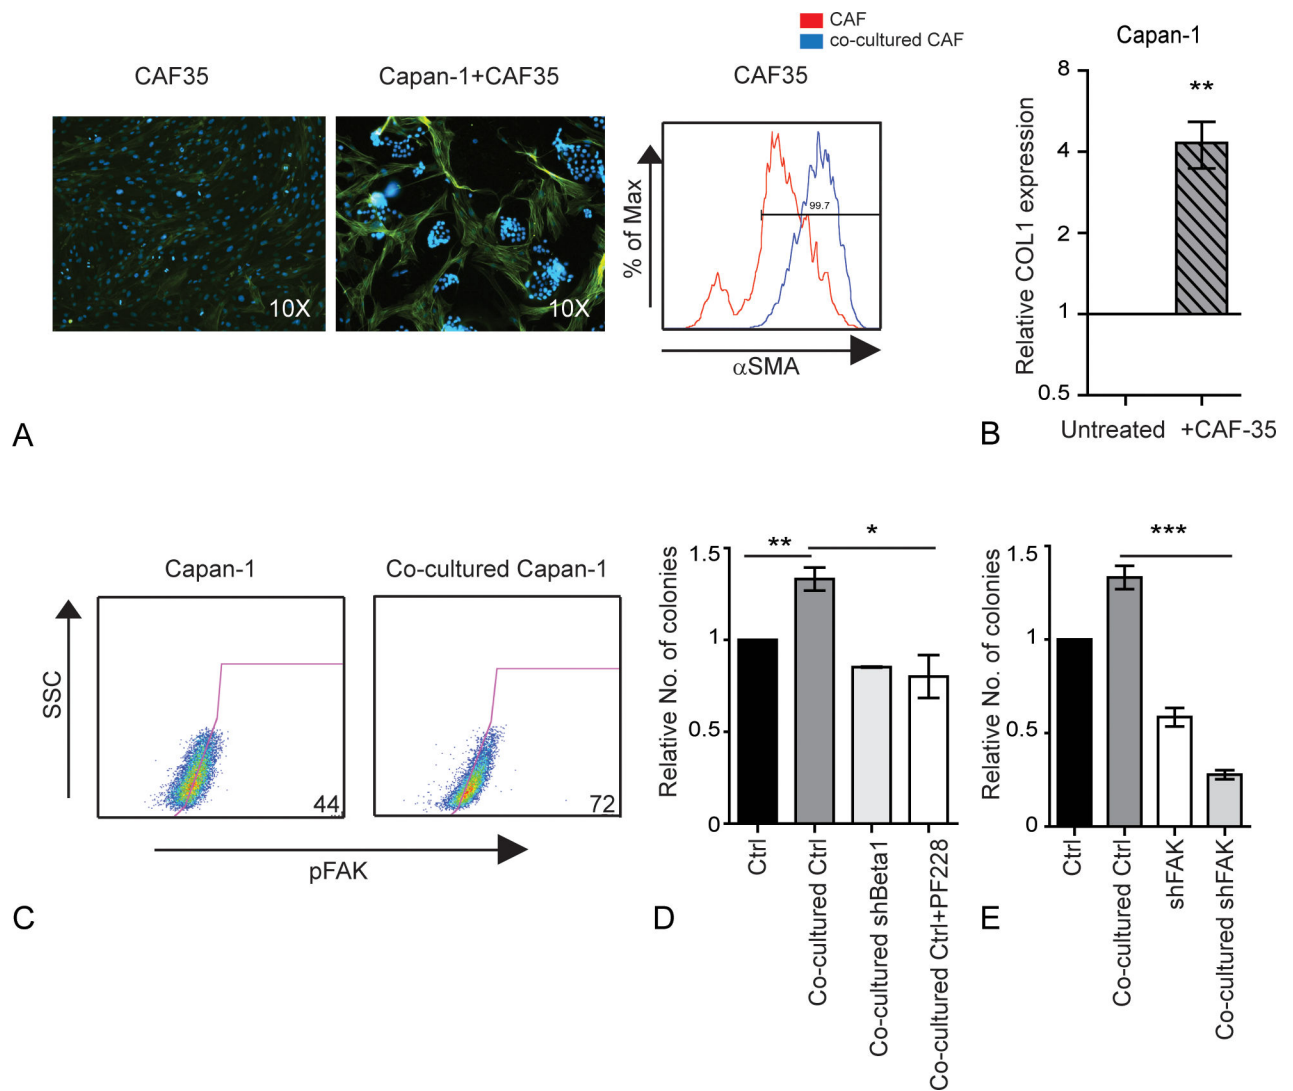 CAF
co-cultured CAF
CAF35
Capan-1+CAF35
CAF35
10X
10X
% of Max
99.7
αSMA
A
Capan-1
**
Relative COL1 expression
8
4
2
1
0.5
Untreated
+CAF-35
B
Capan-1
Co-cultured Capan-1
SSC
44
72
pFAK
C
**
*
Relative No. of colonies
1.5
1
0.5
0
Ctrl
Co-cultured Ctrl
Co-cultured shBeta1
Co-cultured Ctrl+PF228
D
***
Relative No. of colonies
1.5
1
0.5
0
Ctrl
Co-cultured Ctrl
shFAK
Co-cultured shFAK
E